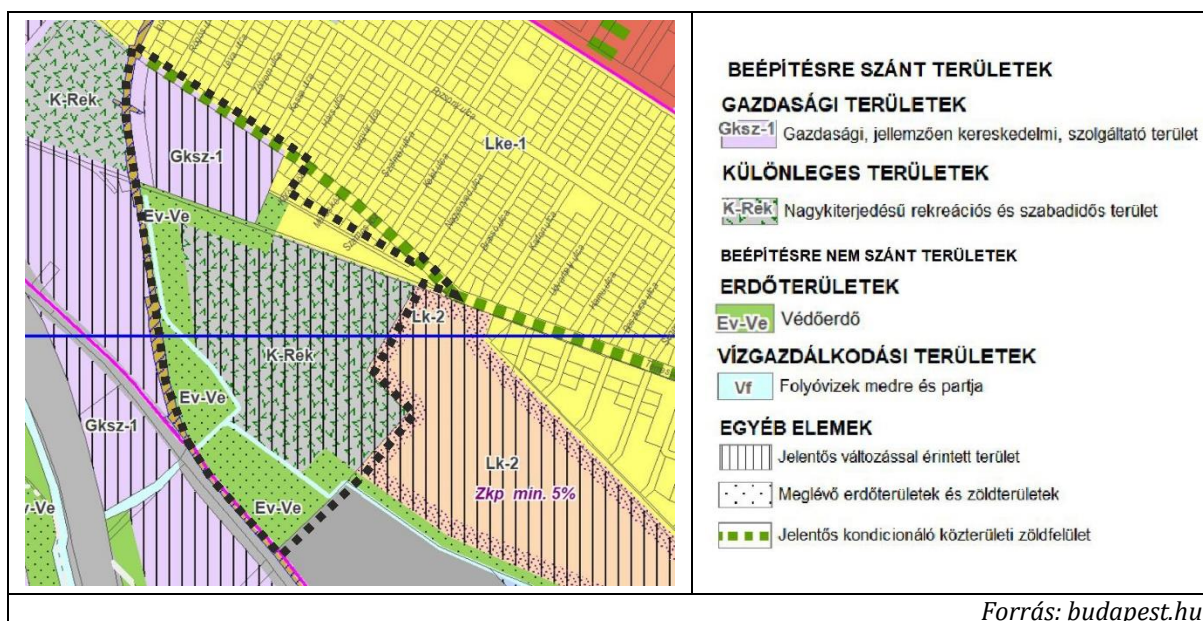 K-Rek
Gksz-1
Lke-1
Pozsonyi utca
Ev-Ve
Lk-2
K-Rek
Ev-Ve
Gksz-1
Lk-2
Zkp min. 5%
Ev-Ve
v-Ve
BEÉPÍTÉSRE SZÁNT TERÜLETEK
GAZDASÁGI TERÜLETEK
Gksz-1 Gazdasági, jellemzően kereskedelmi, szolgáltató terület
KÜLÖNLEGES TERÜLETEK
K-Rek Nagykiterjedésű rekreációs és szabadidős terület
BEÉPÍTÉSRE NEM SZÁNT TERÜLETEK
ERDŐTERÜLETEK
Ev-Ve Védőerdő
VÍZGAZDÁLKODÁSI TERÜLETEK
Vf Folyóvizek medre és partja
EGYÉB ELEMEK
Jelentős változással érintett terület
Meglévő erdőterületek és zöldterületek
Jelentős kondicionáló közterületi zöldfelület
Forrás: budapest.hu